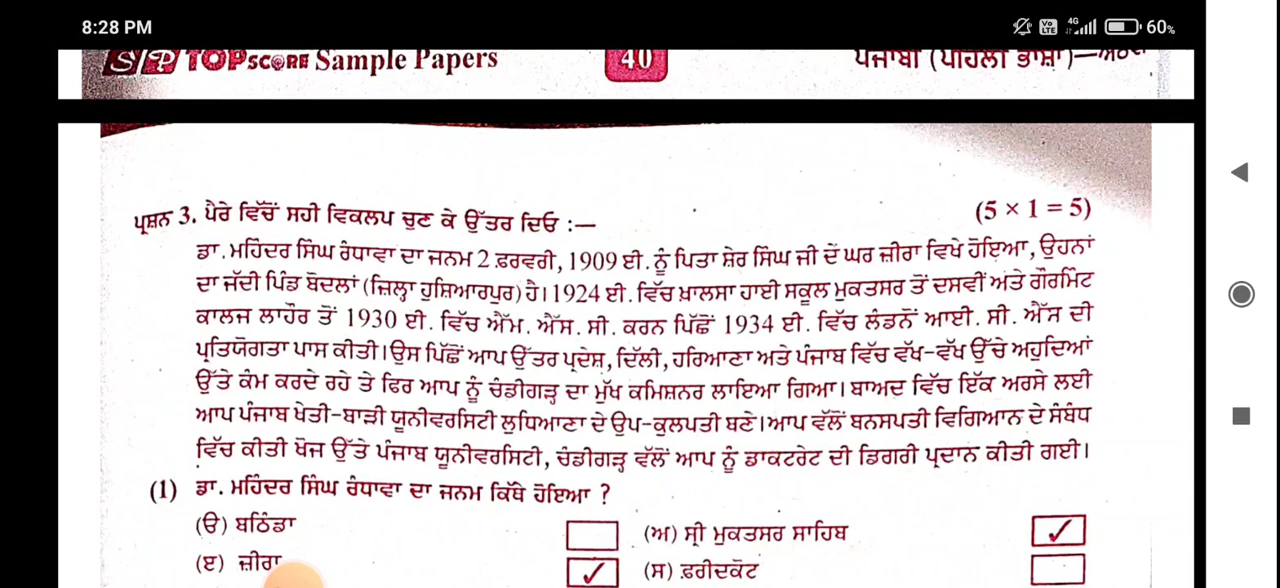 8:28 PM
4G
60%
SP TOPSCORE Sample Papers
40
ਪੰਜਾਬੀ (ਪਹਿਲੀ ਭਾਸ਼ਾ)—ਅੱਠਵੀਂ
ਪ੍ਰਸ਼ਨ 3. ਪੈਰੇ ਵਿੱਚੋਂ ਸਹੀ ਵਿਕਲਪ ਚੁਣ ਕੇ ਉੱਤਰ ਦਿਓ :—
(5 × 1 = 5)
ਡਾ. ਮਹਿੰਦਰ ਸਿੰਘ ਰੰਧਾਵਾ ਦਾ ਜਨਮ 2 ਫ਼ਰਵਰੀ, 1909 ਈ. ਨੂੰ ਪਿਤਾ ਸ਼ੇਰ ਸਿੰਘ ਜੀ ਦੇ ਘਰ ਜ਼ੀਰਾ ਵਿਖੇ ਹੋਇਆ, ਉਹਨਾਂ
ਦਾ ਜੱਦੀ ਪਿੰਡ ਬੋਦਲਾਂ (ਜ਼ਿਲ੍ਹਾ ਹੁਸ਼ਿਆਰਪੁਰ) ਹੈ। 1924 ਈ. ਵਿੱਚ ਖ਼ਾਲਸਾ ਹਾਈ ਸਕੂਲ ਮੁਕਤਸਰ ਤੋਂ ਦਸਵੀਂ ਅਤੇ ਗੌਰਮਿੰਟ
ਕਾਲਜ ਲਾਹੌਰ ਤੋਂ 1930 ਈ. ਵਿੱਚ ਐੱਮ. ਐੱਸ. ਸੀ. ਕਰਨ ਪਿੱਛੋਂ 1934 ਈ. ਵਿੱਚ ਲੰਡਨੋਂ ਆਈ. ਸੀ. ਐੱਸ ਦੀ
ਪ੍ਰਤਿਯੋਗਤਾ ਪਾਸ ਕੀਤੀ। ਉਸ ਪਿੱਛੋਂ ਆਪ ਉੱਤਰ ਪ੍ਰਦੇਸ਼, ਦਿੱਲੀ, ਹਰਿਆਣਾ ਅਤੇ ਪੰਜਾਬ ਵਿੱਚ ਵੱਖ-ਵੱਖ ਉੱਚੇ ਅਹੁਦਿਆਂ
ਉੱਤੇ ਕੰਮ ਕਰਦੇ ਰਹੇ ਤੇ ਫਿਰ ਆਪ ਨੂੰ ਚੰਡੀਗੜ੍ਹ ਦਾ ਮੁੱਖ ਕਮਿਸ਼ਨਰ ਲਾਇਆ ਗਿਆ। ਬਾਅਦ ਵਿੱਚ ਇੱਕ ਅਰਸੇ ਲਈ
ਆਪ ਪੰਜਾਬ ਖੇਤੀ-ਬਾੜੀ ਯੂਨੀਵਰਸਿਟੀ ਲੁਧਿਆਣਾ ਦੇ ਉਪ-ਕੁਲਪਤੀ ਬਣੇ। ਆਪ ਵੱਲੋਂ ਬਨਸਪਤੀ ਵਿਗਿਆਨ ਦੇ ਸੰਬੰਧ
ਵਿੱਚ ਕੀਤੀ ਖੋਜ ਉੱਤੇ ਪੰਜਾਬ ਯੂਨੀਵਰਸਿਟੀ, ਚੰਡੀਗੜ੍ਹ ਵੱਲੋਂ ਆਪ ਨੂੰ ਡਾਕਟਰੇਟ ਦੀ ਡਿਗਰੀ ਪ੍ਰਦਾਨ ਕੀਤੀ ਗਈ।
(1) ਡਾ. ਮਹਿੰਦਰ ਸਿੰਘ ਰੰਧਾਵਾ ਦਾ ਜਨਮ ਕਿੱਥੇ ਹੋਇਆ ?
(ੳ) ਬਠਿੰਡਾ (ਅ) ਸ੍ਰੀ ਮੁਕਤਸਰ ਸਾਹਿਬ ✓
(ੲ) ਜ਼ੀਰਾ ✓ (ਸ) ਫ਼ਰੀਦਕੋਟ